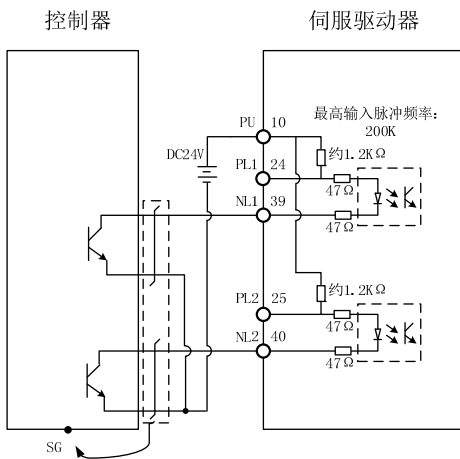 控制器
伺服驱动器
PU 10
最高输入脉冲频率:
200K
DC24V
PL1 24
约1.2KΩ
47Ω
NL1 39
47Ω
约1.2KΩ
PL2 25
47Ω
NL2 40
47Ω
SG